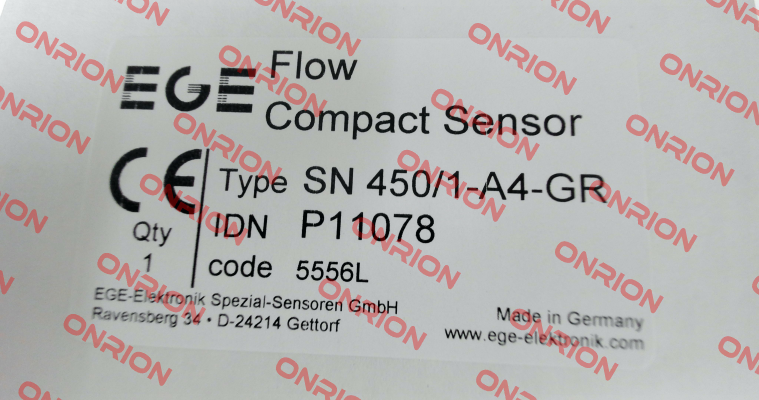 EGE Flow
Compact Sensor
CE
Type SN 450/1-A4-GR
IDN P11078
Qty
1
code 5556L
EGE-Elektronik Spezial-Sensoren GmbH
Ravensberg 34 • D-24214 Gettorf
Made in Germany
www.ege-elektronik.com
ONRION